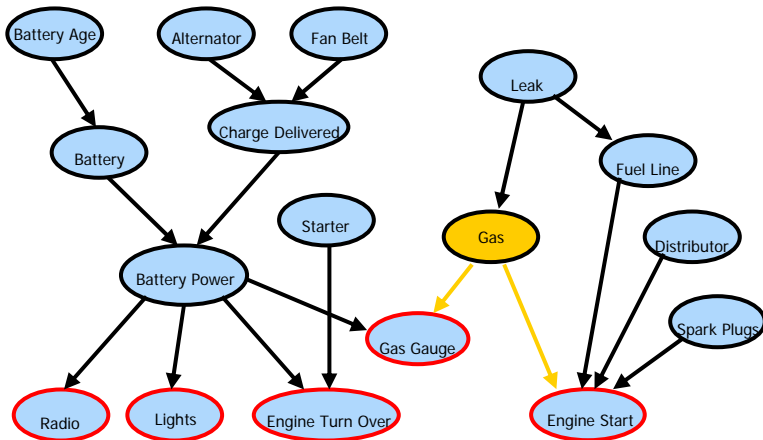 Battery Age
Alternator
Fan Belt
Leak
Charge Delivered
Battery
Fuel Line
Starter
Gas
Distributor
Battery Power
Spark Plugs
Gas Gauge
Radio
Lights
Engine Turn Over
Engine Start